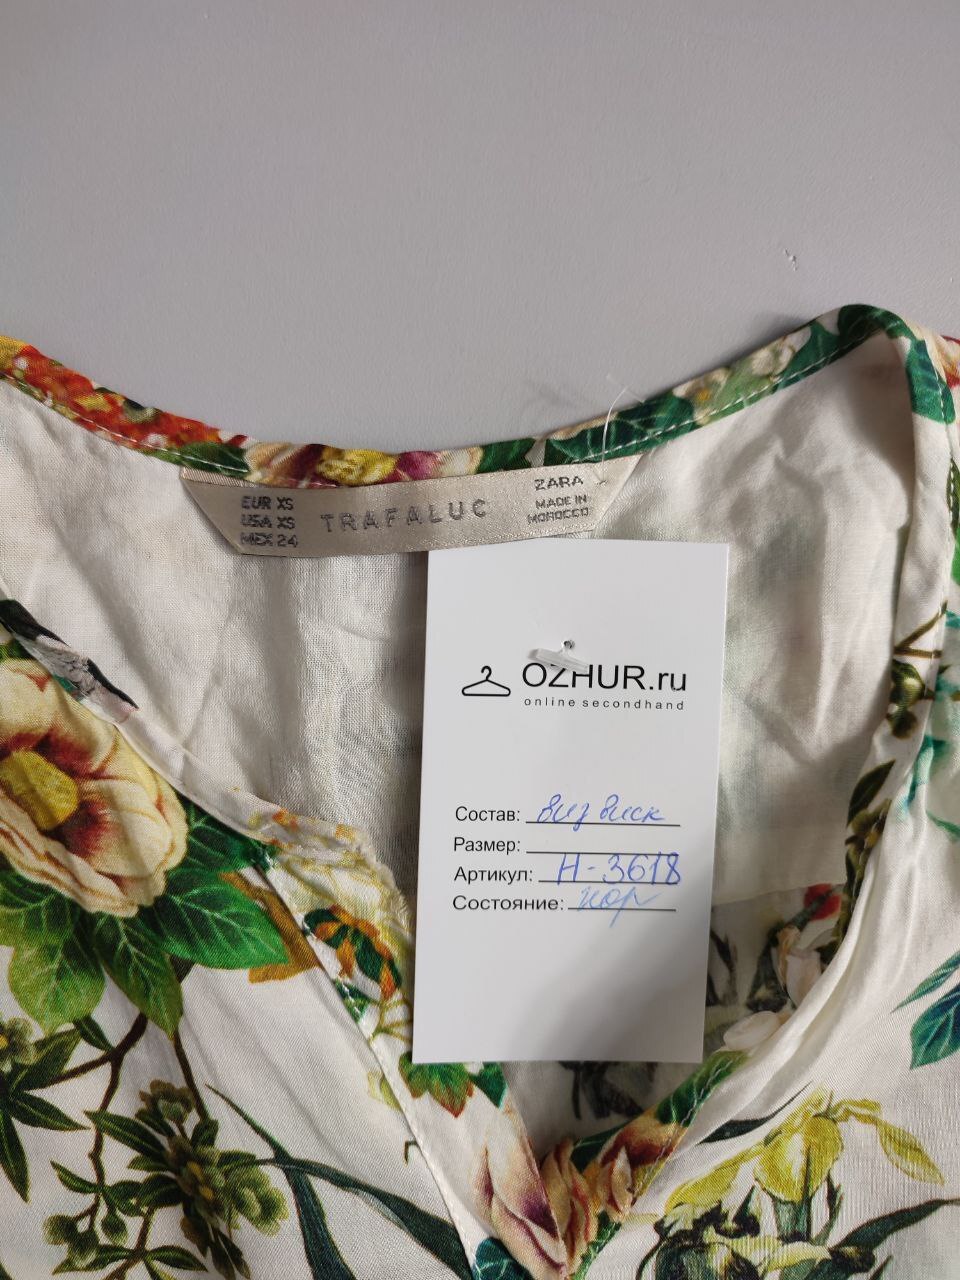 EUR XS
USA XS
MEX 24
TRAFALUC
ZARA
MADE IN
MOROCCO
OZHUR.ru
online secondhand
Состав: виз виск
Размер:
Артикул: Н-3618
Состояние: хор